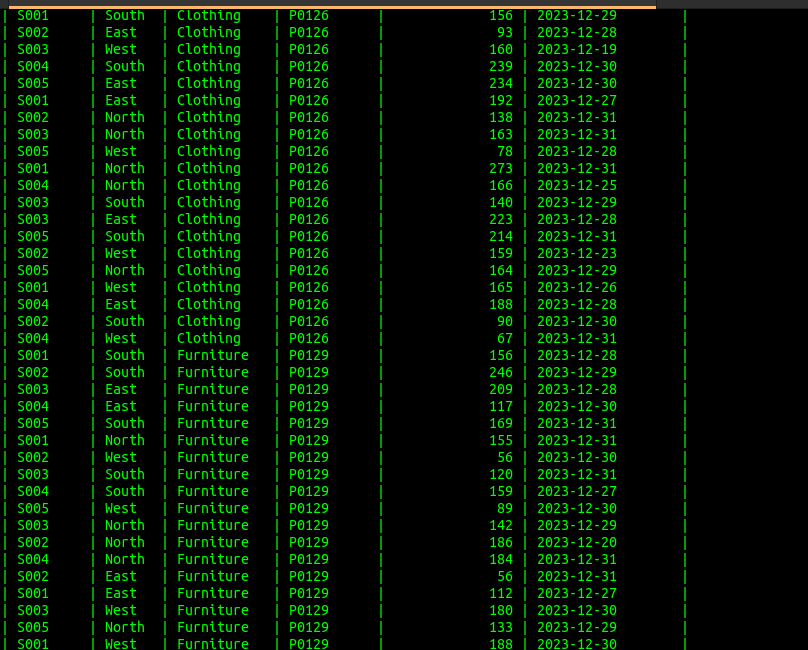 | S001 | South | Clothing | P0126 | 156 | 2023-12-29 |
| S002 | East | Clothing | P0126 | 93 | 2023-12-28 |
| S003 | West | Clothing | P0126 | 160 | 2023-12-19 |
| S004 | South | Clothing | P0126 | 239 | 2023-12-30 |
| S005 | East | Clothing | P0126 | 234 | 2023-12-30 |
| S001 | East | Clothing | P0126 | 192 | 2023-12-27 |
| S002 | North | Clothing | P0126 | 138 | 2023-12-31 |
| S003 | North | Clothing | P0126 | 163 | 2023-12-31 |
| S005 | West | Clothing | P0126 | 78 | 2023-12-28 |
| S001 | North | Clothing | P0126 | 273 | 2023-12-31 |
| S004 | North | Clothing | P0126 | 166 | 2023-12-25 |
| S003 | South | Clothing | P0126 | 140 | 2023-12-29 |
| S003 | East | Clothing | P0126 | 223 | 2023-12-28 |
| S005 | South | Clothing | P0126 | 214 | 2023-12-31 |
| S002 | West | Clothing | P0126 | 159 | 2023-12-23 |
| S005 | North | Clothing | P0126 | 164 | 2023-12-29 |
| S001 | West | Clothing | P0126 | 165 | 2023-12-26 |
| S004 | East | Clothing | P0126 | 188 | 2023-12-28 |
| S002 | South | Clothing | P0126 | 90 | 2023-12-30 |
| S004 | West | Clothing | P0126 | 67 | 2023-12-31 |
| S001 | South | Furniture | P0129 | 156 | 2023-12-28 |
| S002 | South | Furniture | P0129 | 246 | 2023-12-29 |
| S003 | East | Furniture | P0129 | 209 | 2023-12-28 |
| S004 | East | Furniture | P0129 | 117 | 2023-12-30 |
| S005 | South | Furniture | P0129 | 169 | 2023-12-31 |
| S001 | North | Furniture | P0129 | 155 | 2023-12-31 |
| S002 | West | Furniture | P0129 | 56 | 2023-12-30 |
| S003 | South | Furniture | P0129 | 120 | 2023-12-31 |
| S004 | South | Furniture | P0129 | 159 | 2023-12-27 |
| S005 | West | Furniture | P0129 | 89 | 2023-12-30 |
| S003 | North | Furniture | P0129 | 142 | 2023-12-29 |
| S002 | North | Furniture | P0129 | 186 | 2023-12-20 |
| S004 | North | Furniture | P0129 | 184 | 2023-12-31 |
| S002 | East | Furniture | P0129 | 56 | 2023-12-31 |
| S001 | East | Furniture | P0129 | 112 | 2023-12-27 |
| S003 | West | Furniture | P0129 | 180 | 2023-12-30 |
| S005 | North | Furniture | P0129 | 133 | 2023-12-29 |
| S001 | West | Furniture | P0129 | 188 | 2023-12-30 |